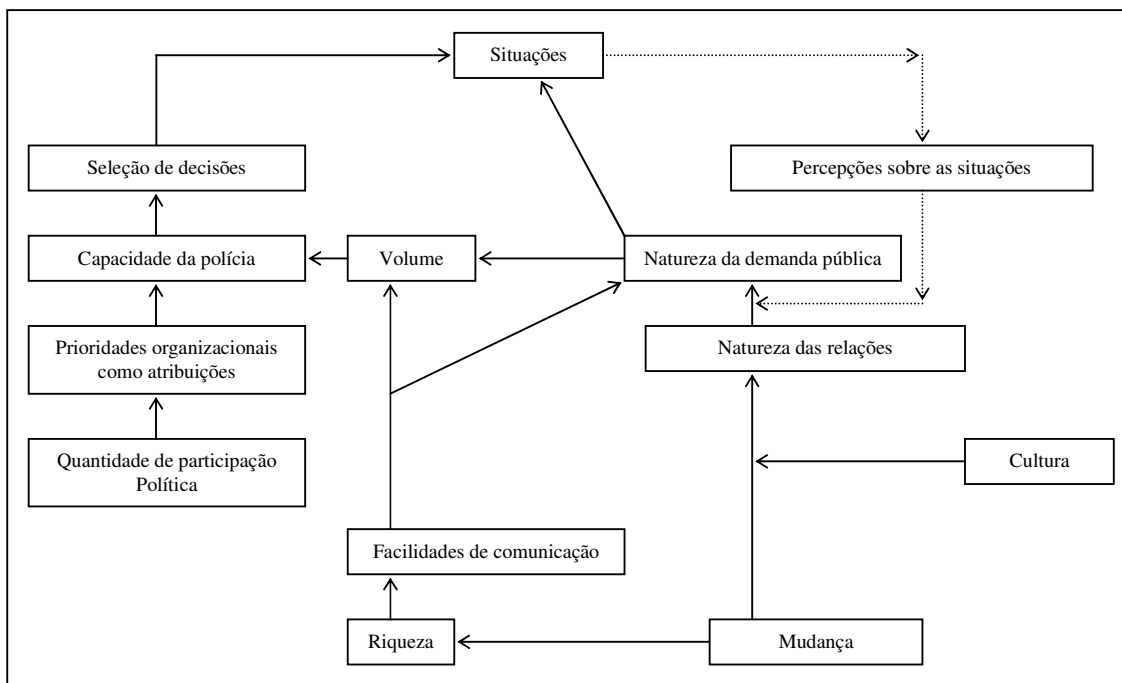 Situações
Seleção de decisões
Percepções sobre as situações
Capacidade da polícia
Volume
Natureza da demanda pública
Prioridades organizacionais
como atribuições
Natureza das relações
Quantidade de participação
Política
Cultura
Facilidades de comunicação
Riqueza
Mudança